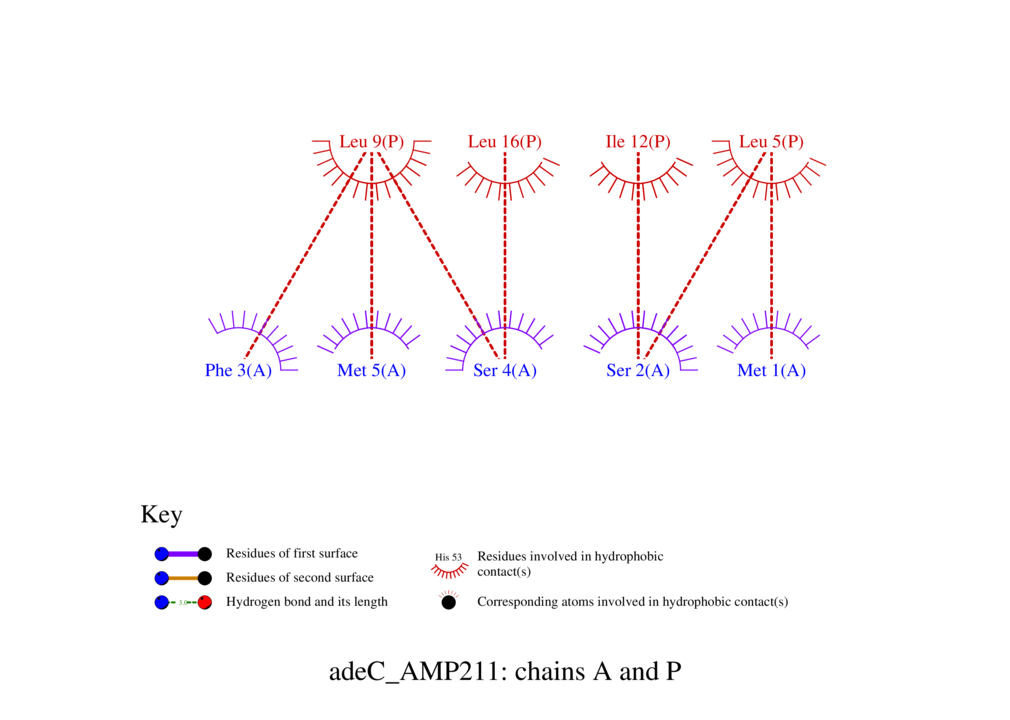 Leu 9(P) Leu 16(P) Ile 12(P) Leu 5(P)
Phe 3(A) Met 5(A) Ser 4(A) Ser 2(A) Met 1(A)
Key
Residues of first surface
Residues of second surface
3.0
Hydrogen bond and its length
His 53
Residues involved in hydrophobic
contact(s)
Corresponding atoms involved in hydrophobic contact(s)
adeC_AMP211: chains A and P